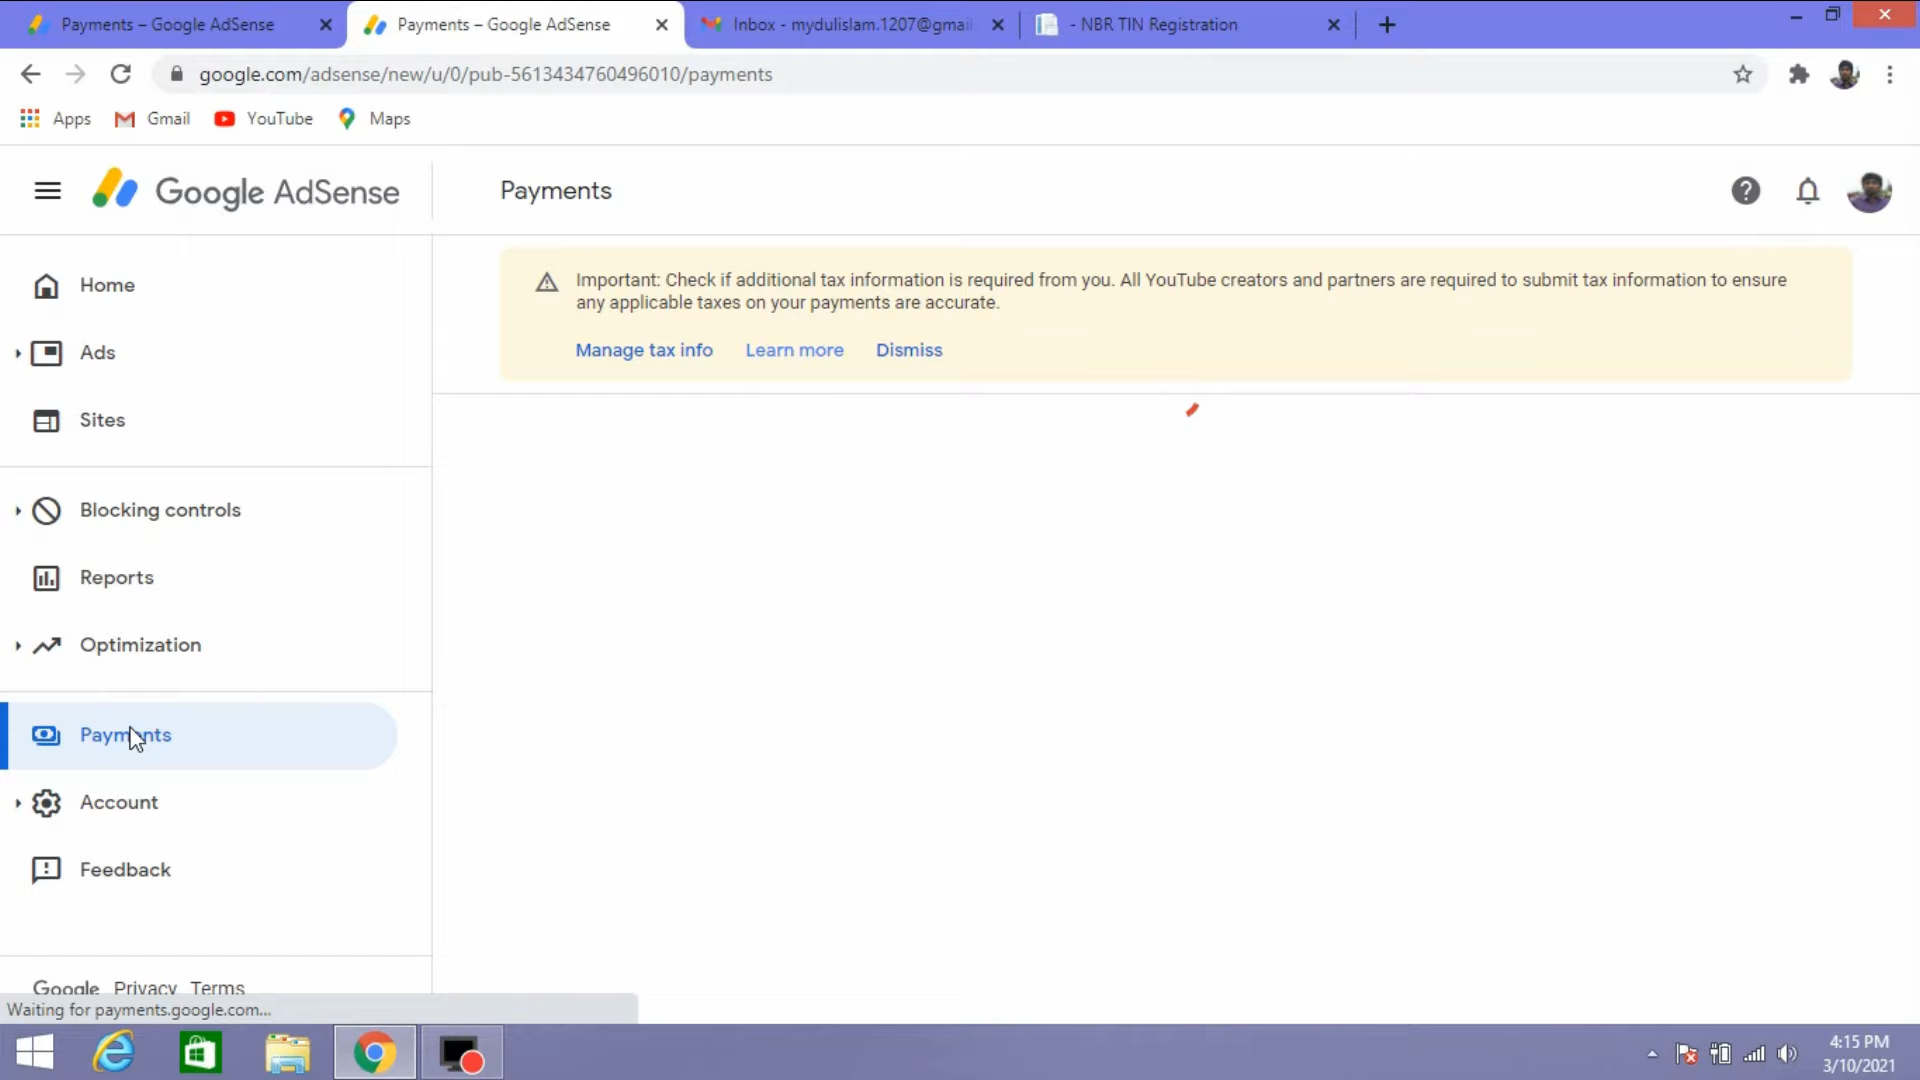 Payments – Google AdSense
Payments – Google AdSense
Inbox - mydulislam.1207@gmai
- NBR TIN Registration
google.com/adsense/new/u/0/pub-5613434760496010/payments
Apps
Gmail
YouTube
Maps
Google AdSense
Payments
Important: Check if additional tax information is required from you. All YouTube creators and partners are required to submit tax information to ensure
any applicable taxes on your payments are accurate.
Manage tax info
Learn more
Dismiss
Home
Ads
Sites
Blocking controls
Reports
Optimization
Payments
Account
Feedback
Google Privacy Terms
Waiting for payments.google.com...
4:15 PM
3/10/2021